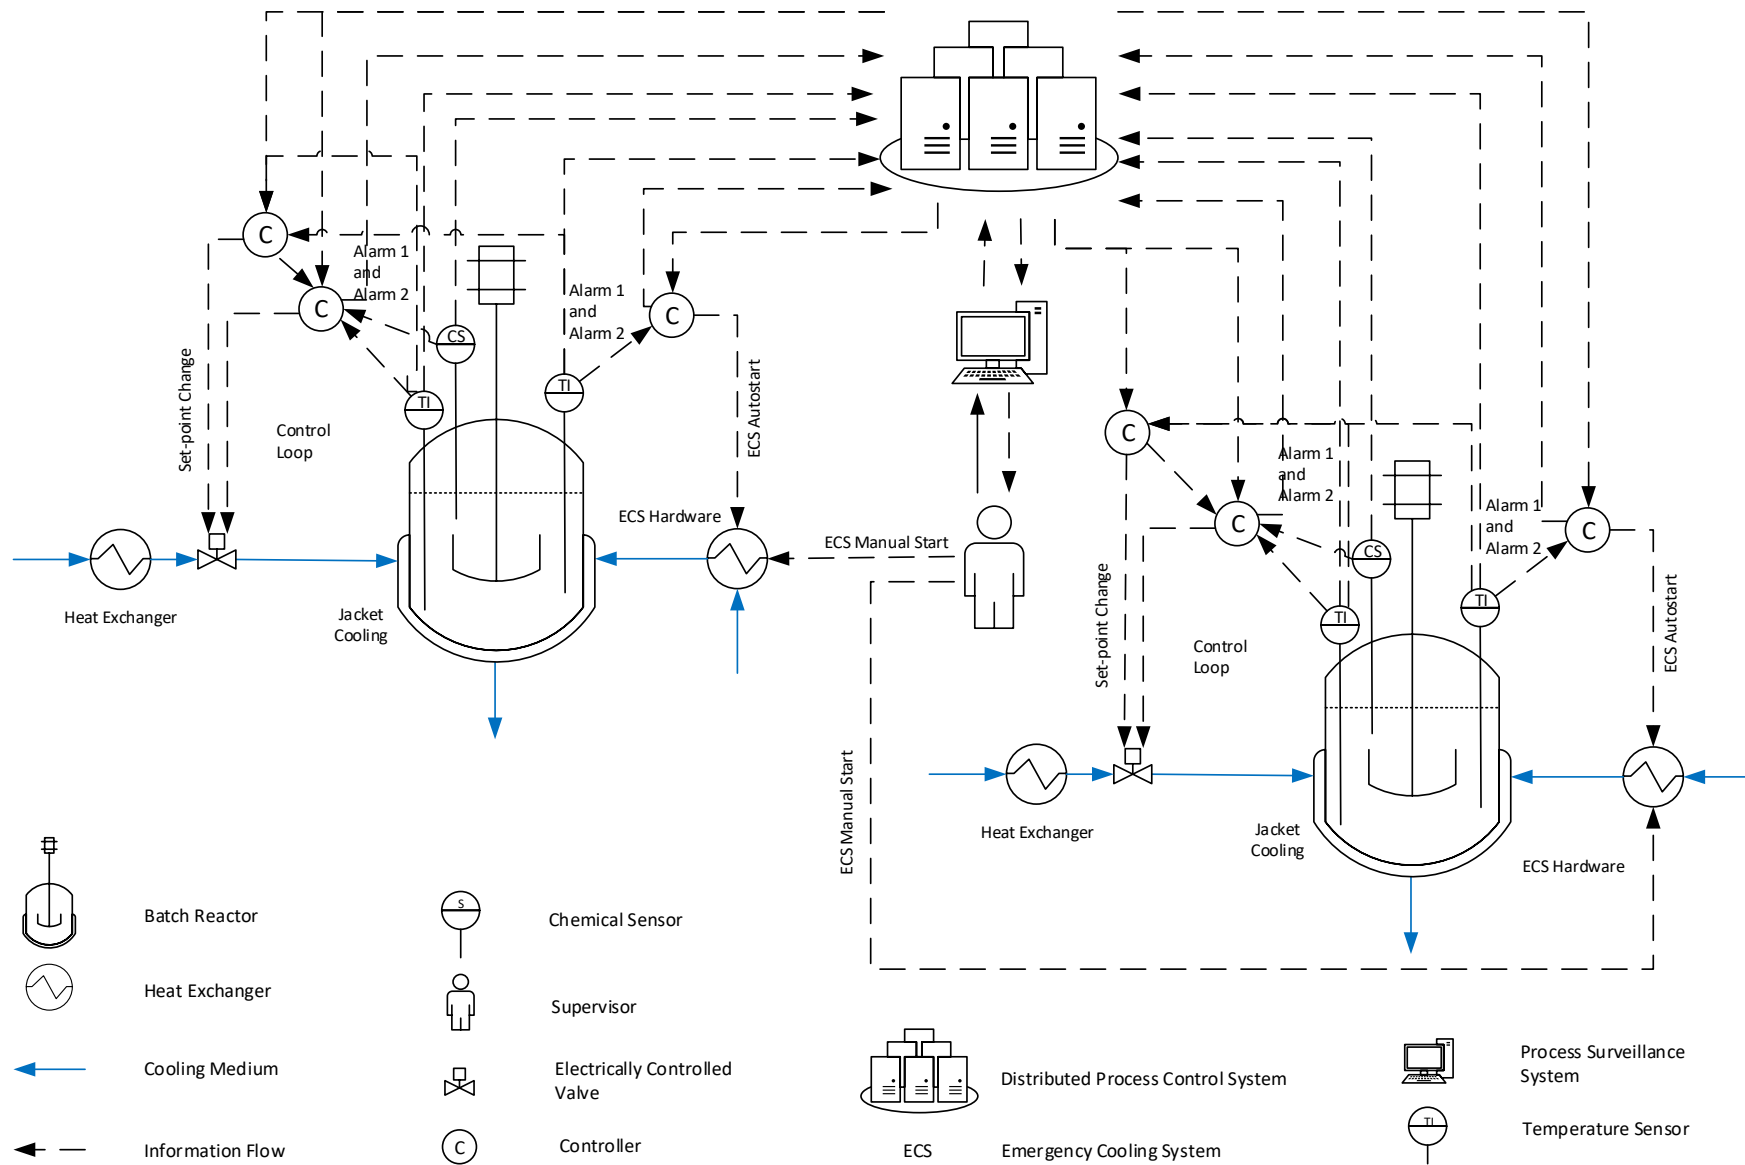 C
Alarm 1
and
Alarm 2
C
Alarm 1
and
Alarm 2
C
CS
TI
TI
Set-point Change
Control
Loop
ECS Autostart
C
Alarm 1
and
Alarm 2
Alarm 1
and
Alarm 2
C
C
CS
TI
TI
ECS Hardware
ECS Manual Start
Heat Exchanger
Jacket
Cooling
Set-point Change
Control
Loop
ECS Autostart
ECS Manual Start
Heat Exchanger
Jacket
Cooling
ECS Hardware
Batch Reactor
S
Chemical Sensor
Heat Exchanger
Supervisor
Cooling Medium
Electrically Controlled
Valve
Distributed Process Control System
Process Surveillance
System
Information Flow
C
Controller
ECS
Emergency Cooling System
TI
Temperature Sensor